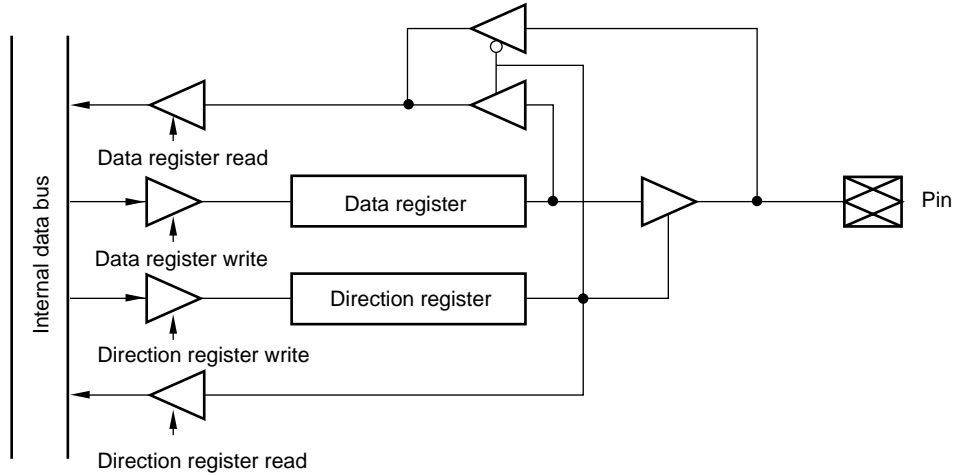 Internal data bus
Data register read
Data register
Pin
Data register write
Direction register
Direction register write
Direction register read